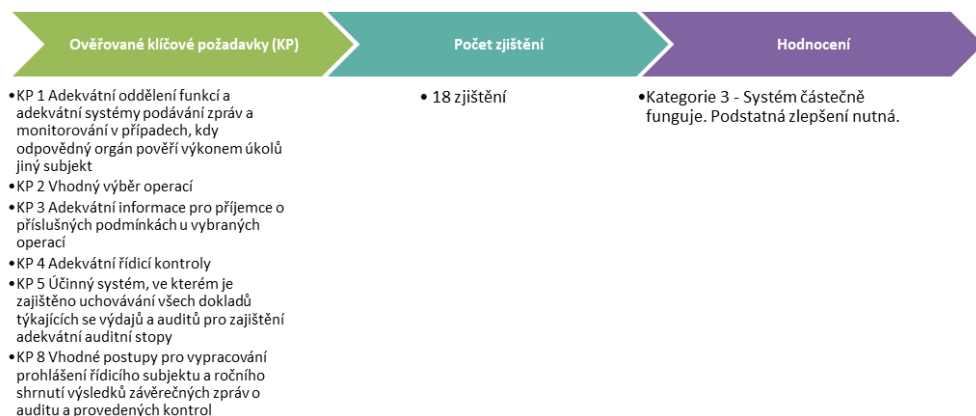 Ověřované klíčové požadavky (KP)
Počet zjištění
Hodnocení
•KP 1 Adekvátní oddělení funkcí a
adekvátní systémy podávání zpráv a
monitorování v případech, kdy
odpovědný orgán pověří výkonem úkolů
jiný subjekt
•KP 2 Vhodný výběr operací
•KP 3 Adekvátní informace pro příjemce o
příslušných podmínkách u vybraných
operací
•KP 4 Adekvátní řídicí kontroly
•KP 5 Účinný systém, ve kterém je
zajištěno uchovávání všech dokladů
týkajících se výdajů a auditů pro zajištění
adekvátní auditní stopy
•KP 8 Vhodné postupy pro vypracování
prohlášení řídicího subjektu a ročního
shrnutí výsledků závěrečných zpráv o
auditu a provedených kontrol
• 18 zjištění
•Kategorie 3 - Systém částečně
funguje. Podstatná zlepšení nutná.